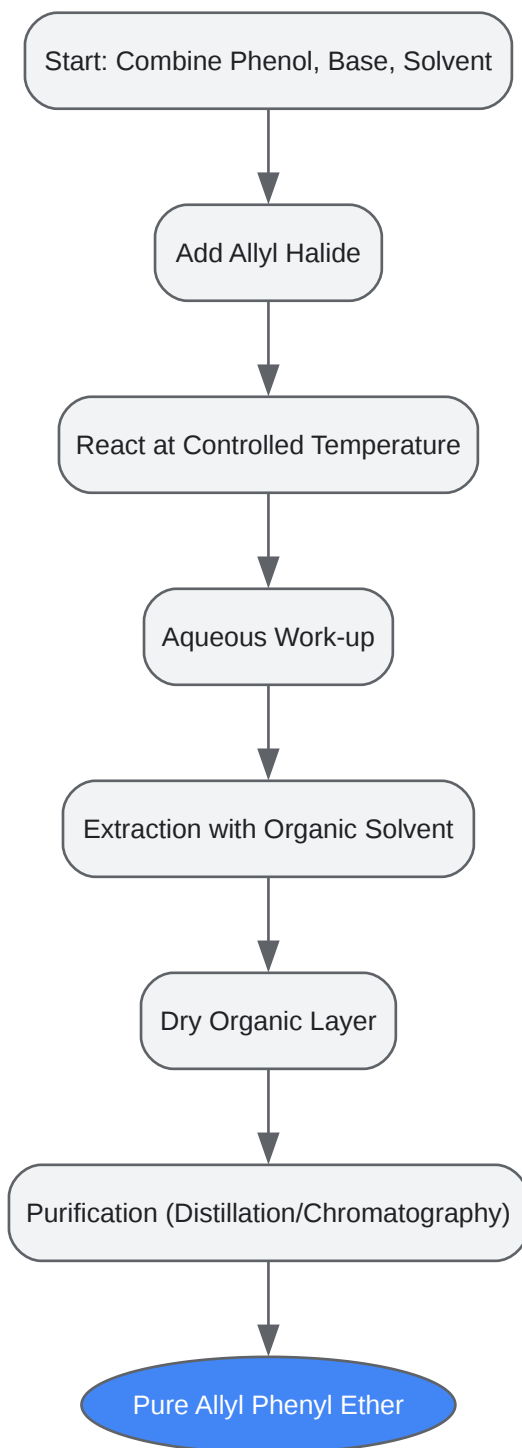 Start: Combine Phenol, Base, Solvent
Add Allyl Halide
React at Controlled Temperature
Aqueous Work-up
Extraction with Organic Solvent
Dry Organic Layer
Purification (Distillation/Chromatography)
Pure Allyl Phenyl Ether